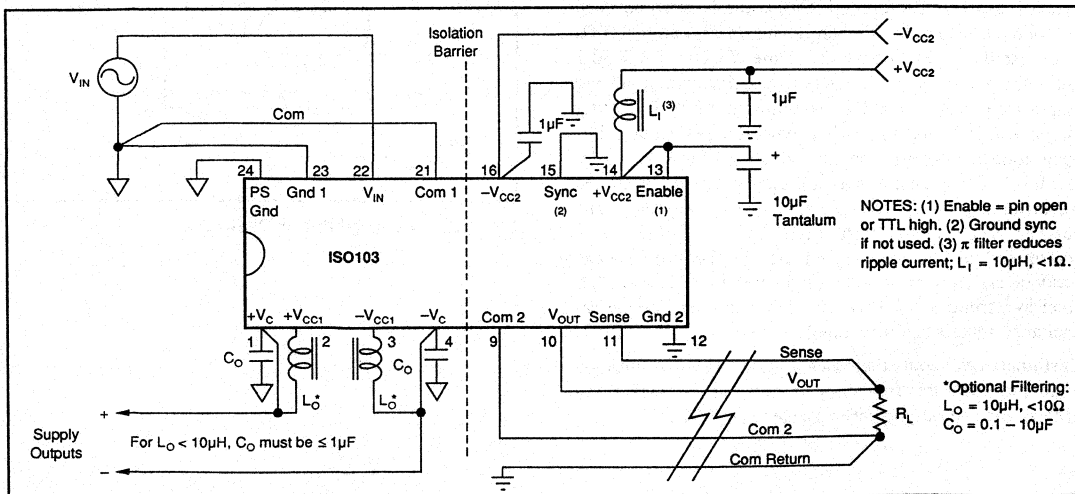 Isolation
Barrier
−V_CC2
+V_CC2
V_IN
Com
1µF
L_I^(3)
1µF
24 23 22 21 16 15 14 13
+
PS
Gnd
Gnd 1
V_IN
Com 1
−V_CC2
Sync
(2)
+V_CC2
Enable
(1)
10µF
Tantalum
NOTES: (1) Enable = pin open
or TTL high. (2) Ground sync
if not used. (3) π filter reduces
ripple current; L_I = 10µH, <1Ω.
ISO103
+V_C
+V_CC1
−V_CC1
−V_C
Com 2
V_OUT
Sense
Gnd 2
1 2 3 4 9 10 11 12
C_O
C_O
L_O*
L_O*
Sense
V_OUT
R_L
Com 2
Com Return
*Optional Filtering:
L_O = 10µH, <10Ω
C_O = 0.1 – 10µF
+
Supply
Outputs
−
For L_O < 10µH, C_O must be ≤ 1µF